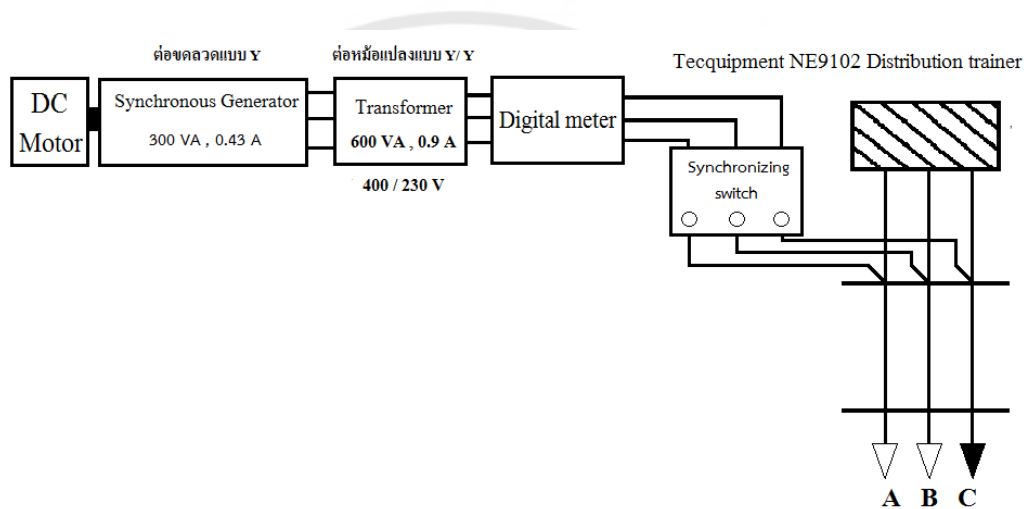 ต่อขดลวดแบบ Y
ต่อหม้อแปลงแบบ Y/ Y
Tecquipment NE9102 Distribution trainer
DC
Motor
Synchronous Generator
300 VA , 0.43 A
Transformer
600 VA , 0.9 A
400 / 230 V
Digital meter
Synchronizing
switch
A B C